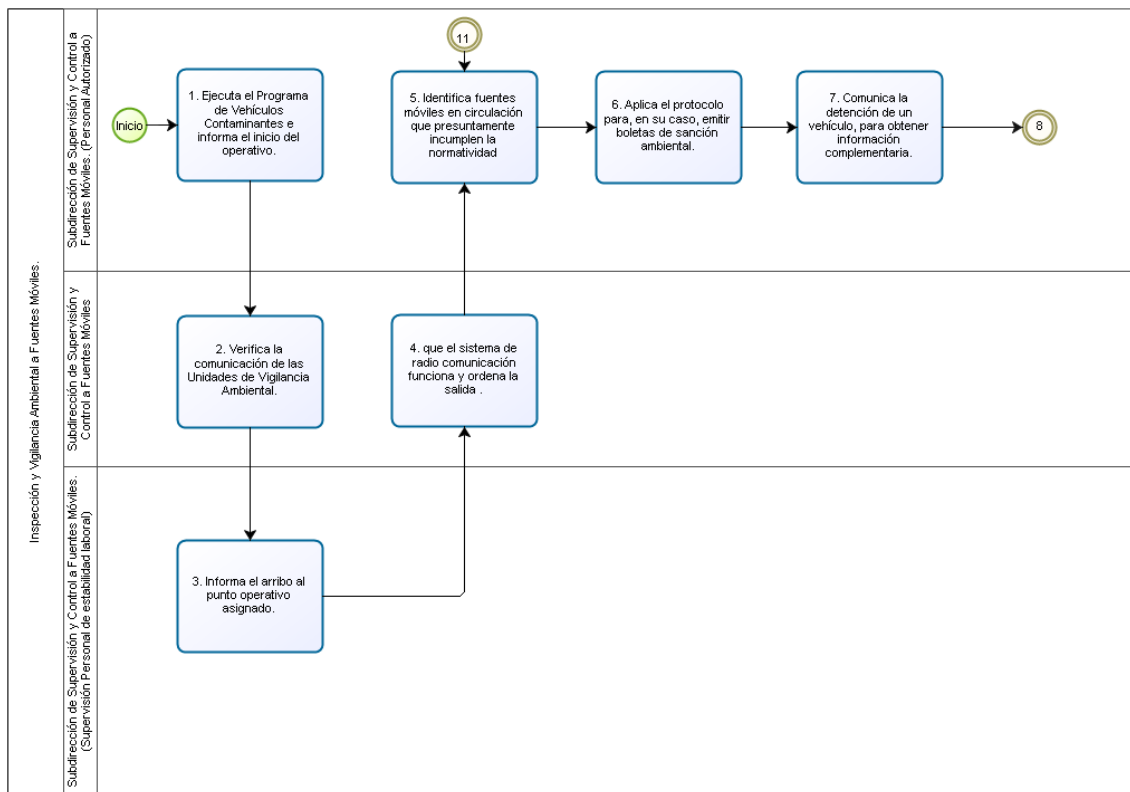 Inspección y Vigilancia Ambiental a Fuentes Móviles.
Subdirección de Supervisión y Control a
Fuentes Móviles. (Personal Autorizado)
Inicio
1. Ejecuta el Programa
de Vehículos
Contaminantes e
informa el inicio del
operativo.
11
5. Identifica fuentes
móviles en circulación
que presuntamente
incumplen la
normatividad
6. Aplica el protocolo
para, en su caso, emitir
boletas de sanción
ambiental.
7. Comunica la
detención de un
vehículo, para obtener
información
complementaria.
8
Subdirección de Supervisión y
Control a Fuentes Móviles
2. Verifica la
comunicación de las
Unidades de Vigilancia
Ambiental.
4. que el sistema de
radio comunicación
funciona y ordena la
salida .
Subdirección de Supervisión y Control a Fuentes Móviles.
(Supervisión Personal de estabilidad laboral)
3. Informa el arribo al
punto operativo
asignado.